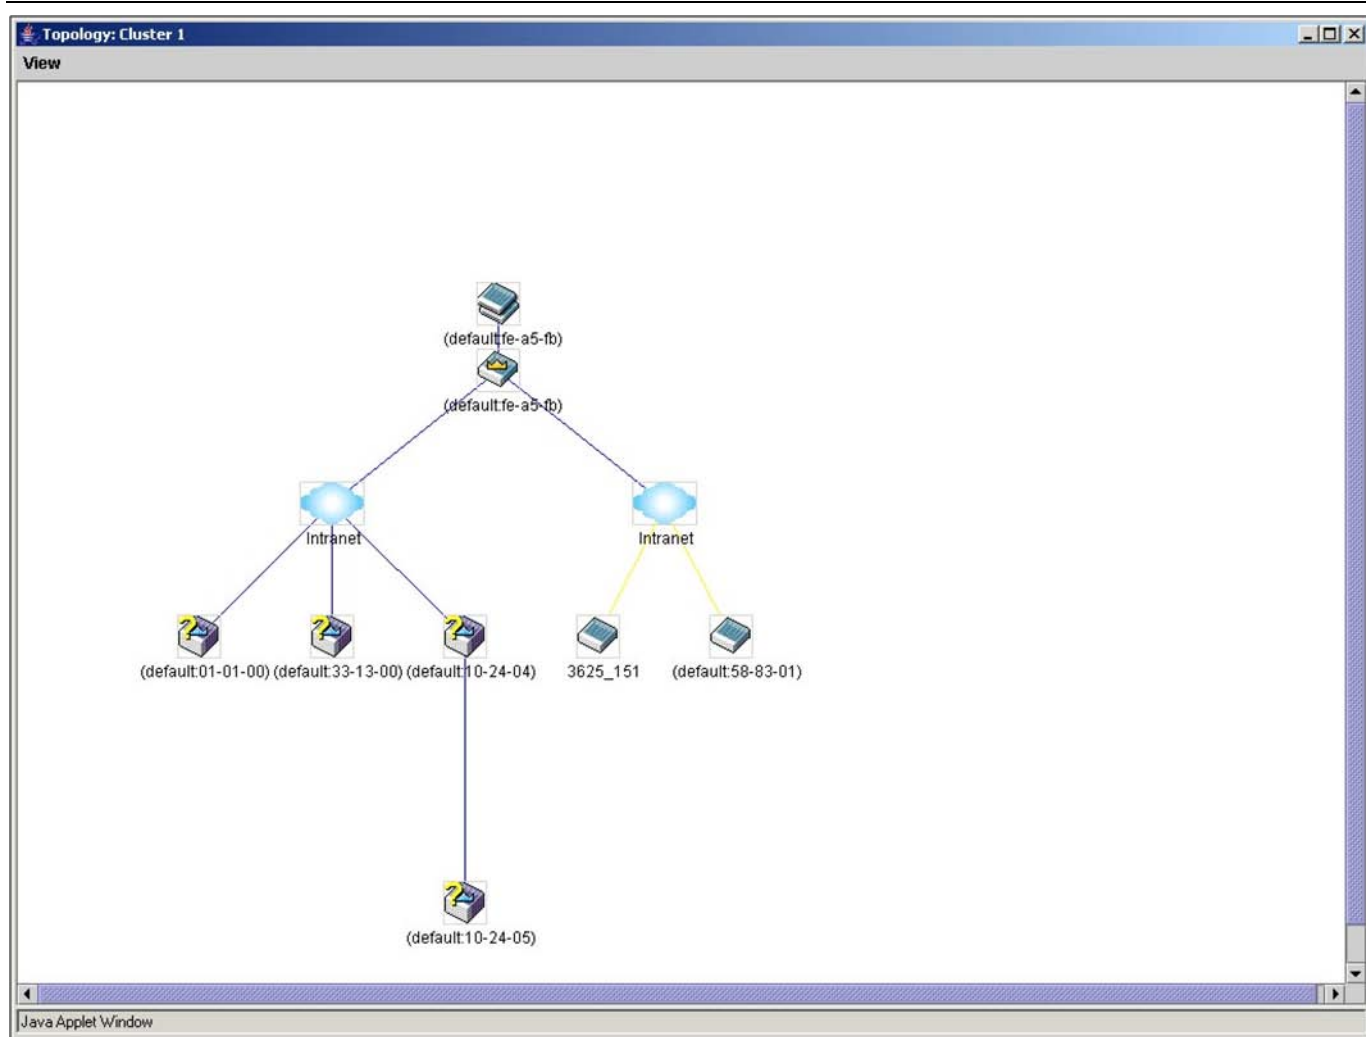 Topology: Cluster 1
View
(default:fe-a5-fb)
(default:fe-a5-fb)
Intranet
Intranet
(default:01-01-00) (default:33-13-00) (default:10-24-04) 3625_151 (default:58-83-01)
(default:10-24-05)
Java Applet Window